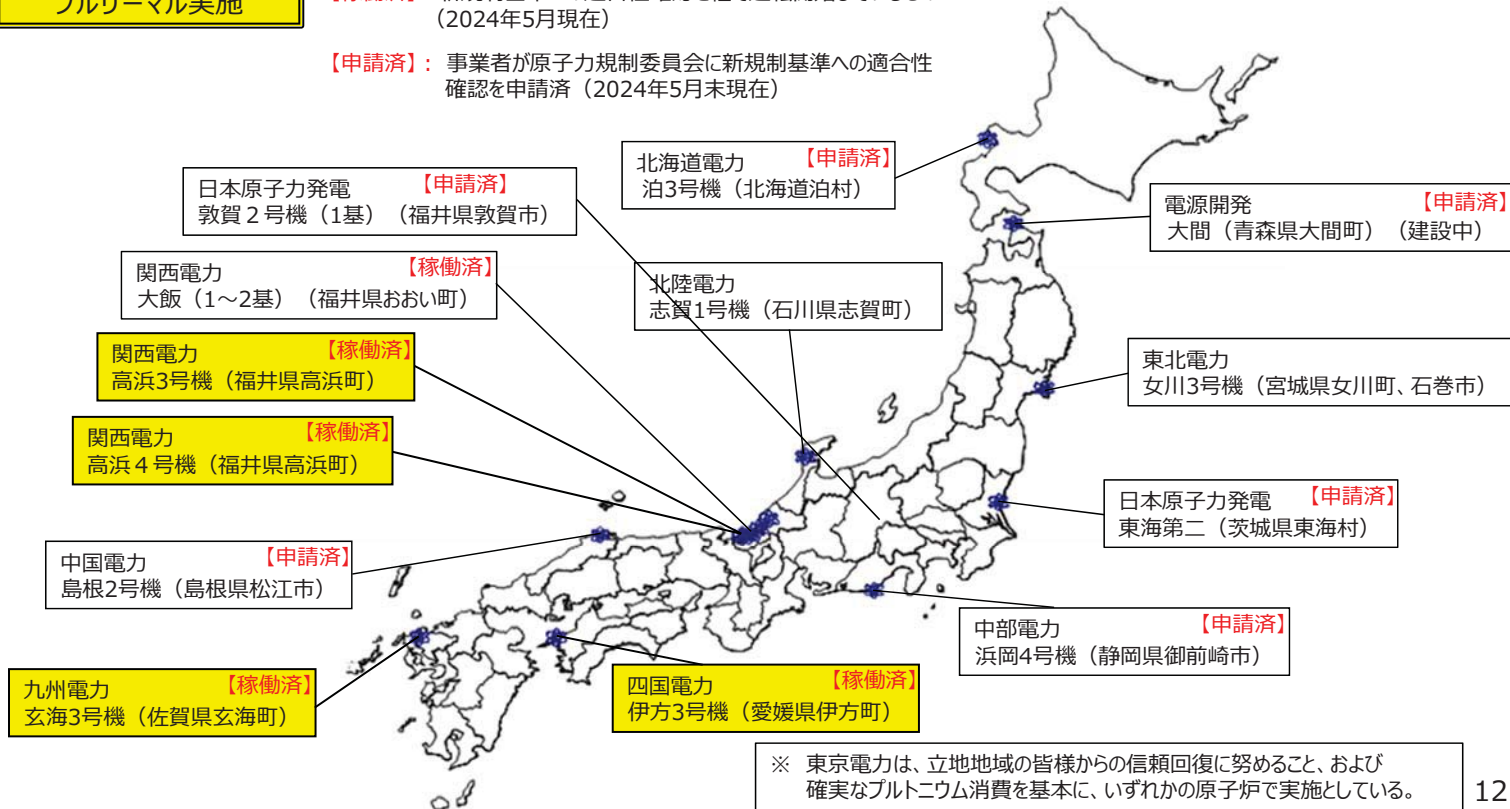 プルサーマル実施
（2024年5月現在）
【申請済】： 事業者が原子力規制委員会に新規制基準への適合性
確認を申請済（2024年5月末現在）
北海道電力 【申請済】
泊3号機（北海道泊村）
日本原子力発電 【申請済】
敦賀２号機（1基）（福井県敦賀市）
電源開発 【申請済】
大間（青森県大間町）（建設中）
関西電力 【稼働済】
大飯（1～2基）（福井県おおい町）
北陸電力
志賀1号機（石川県志賀町）
関西電力 【稼働済】
高浜3号機（福井県高浜町）
東北電力
女川3号機（宮城県女川町、石巻市）
関西電力 【稼働済】
高浜４号機（福井県高浜町）
日本原子力発電 【申請済】
東海第二（茨城県東海村）
中国電力 【申請済】
島根2号機（島根県松江市）
中部電力 【申請済】
浜岡4号機（静岡県御前崎市）
九州電力 【稼働済】
玄海3号機（佐賀県玄海町）
四国電力 【稼働済】
伊方3号機（愛媛県伊方町）
※ 東京電力は、立地地域の皆様からの信頼回復に努めること、および
確実なプルトニウム消費を基本に、いずれかの原子炉で実施としている。
12